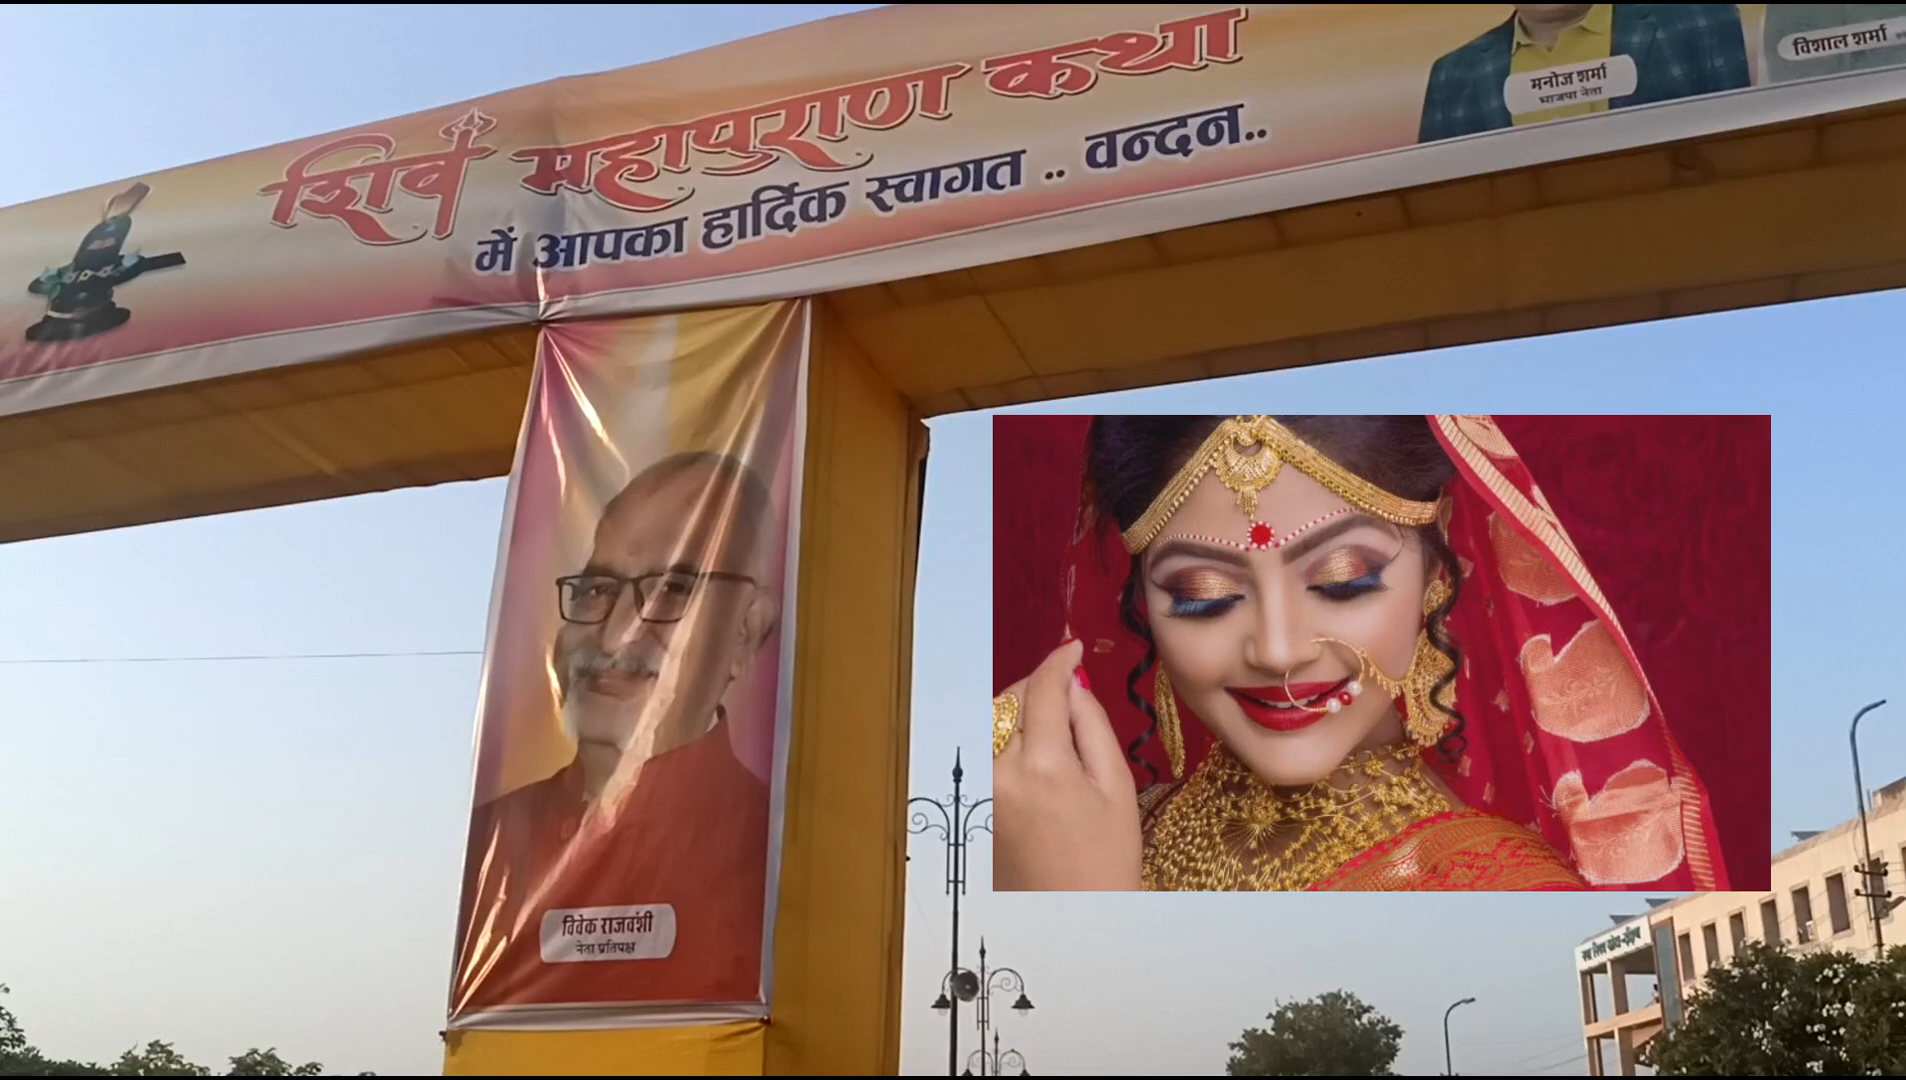 शिव महापुराण कथा
में आपका हार्दिक स्वागत .. वन्दन..
मनोज शर्मा
भाजपा नेता
विशाल शर्मा
विवेक राजवंशी
नेता प्रतिपक्ष